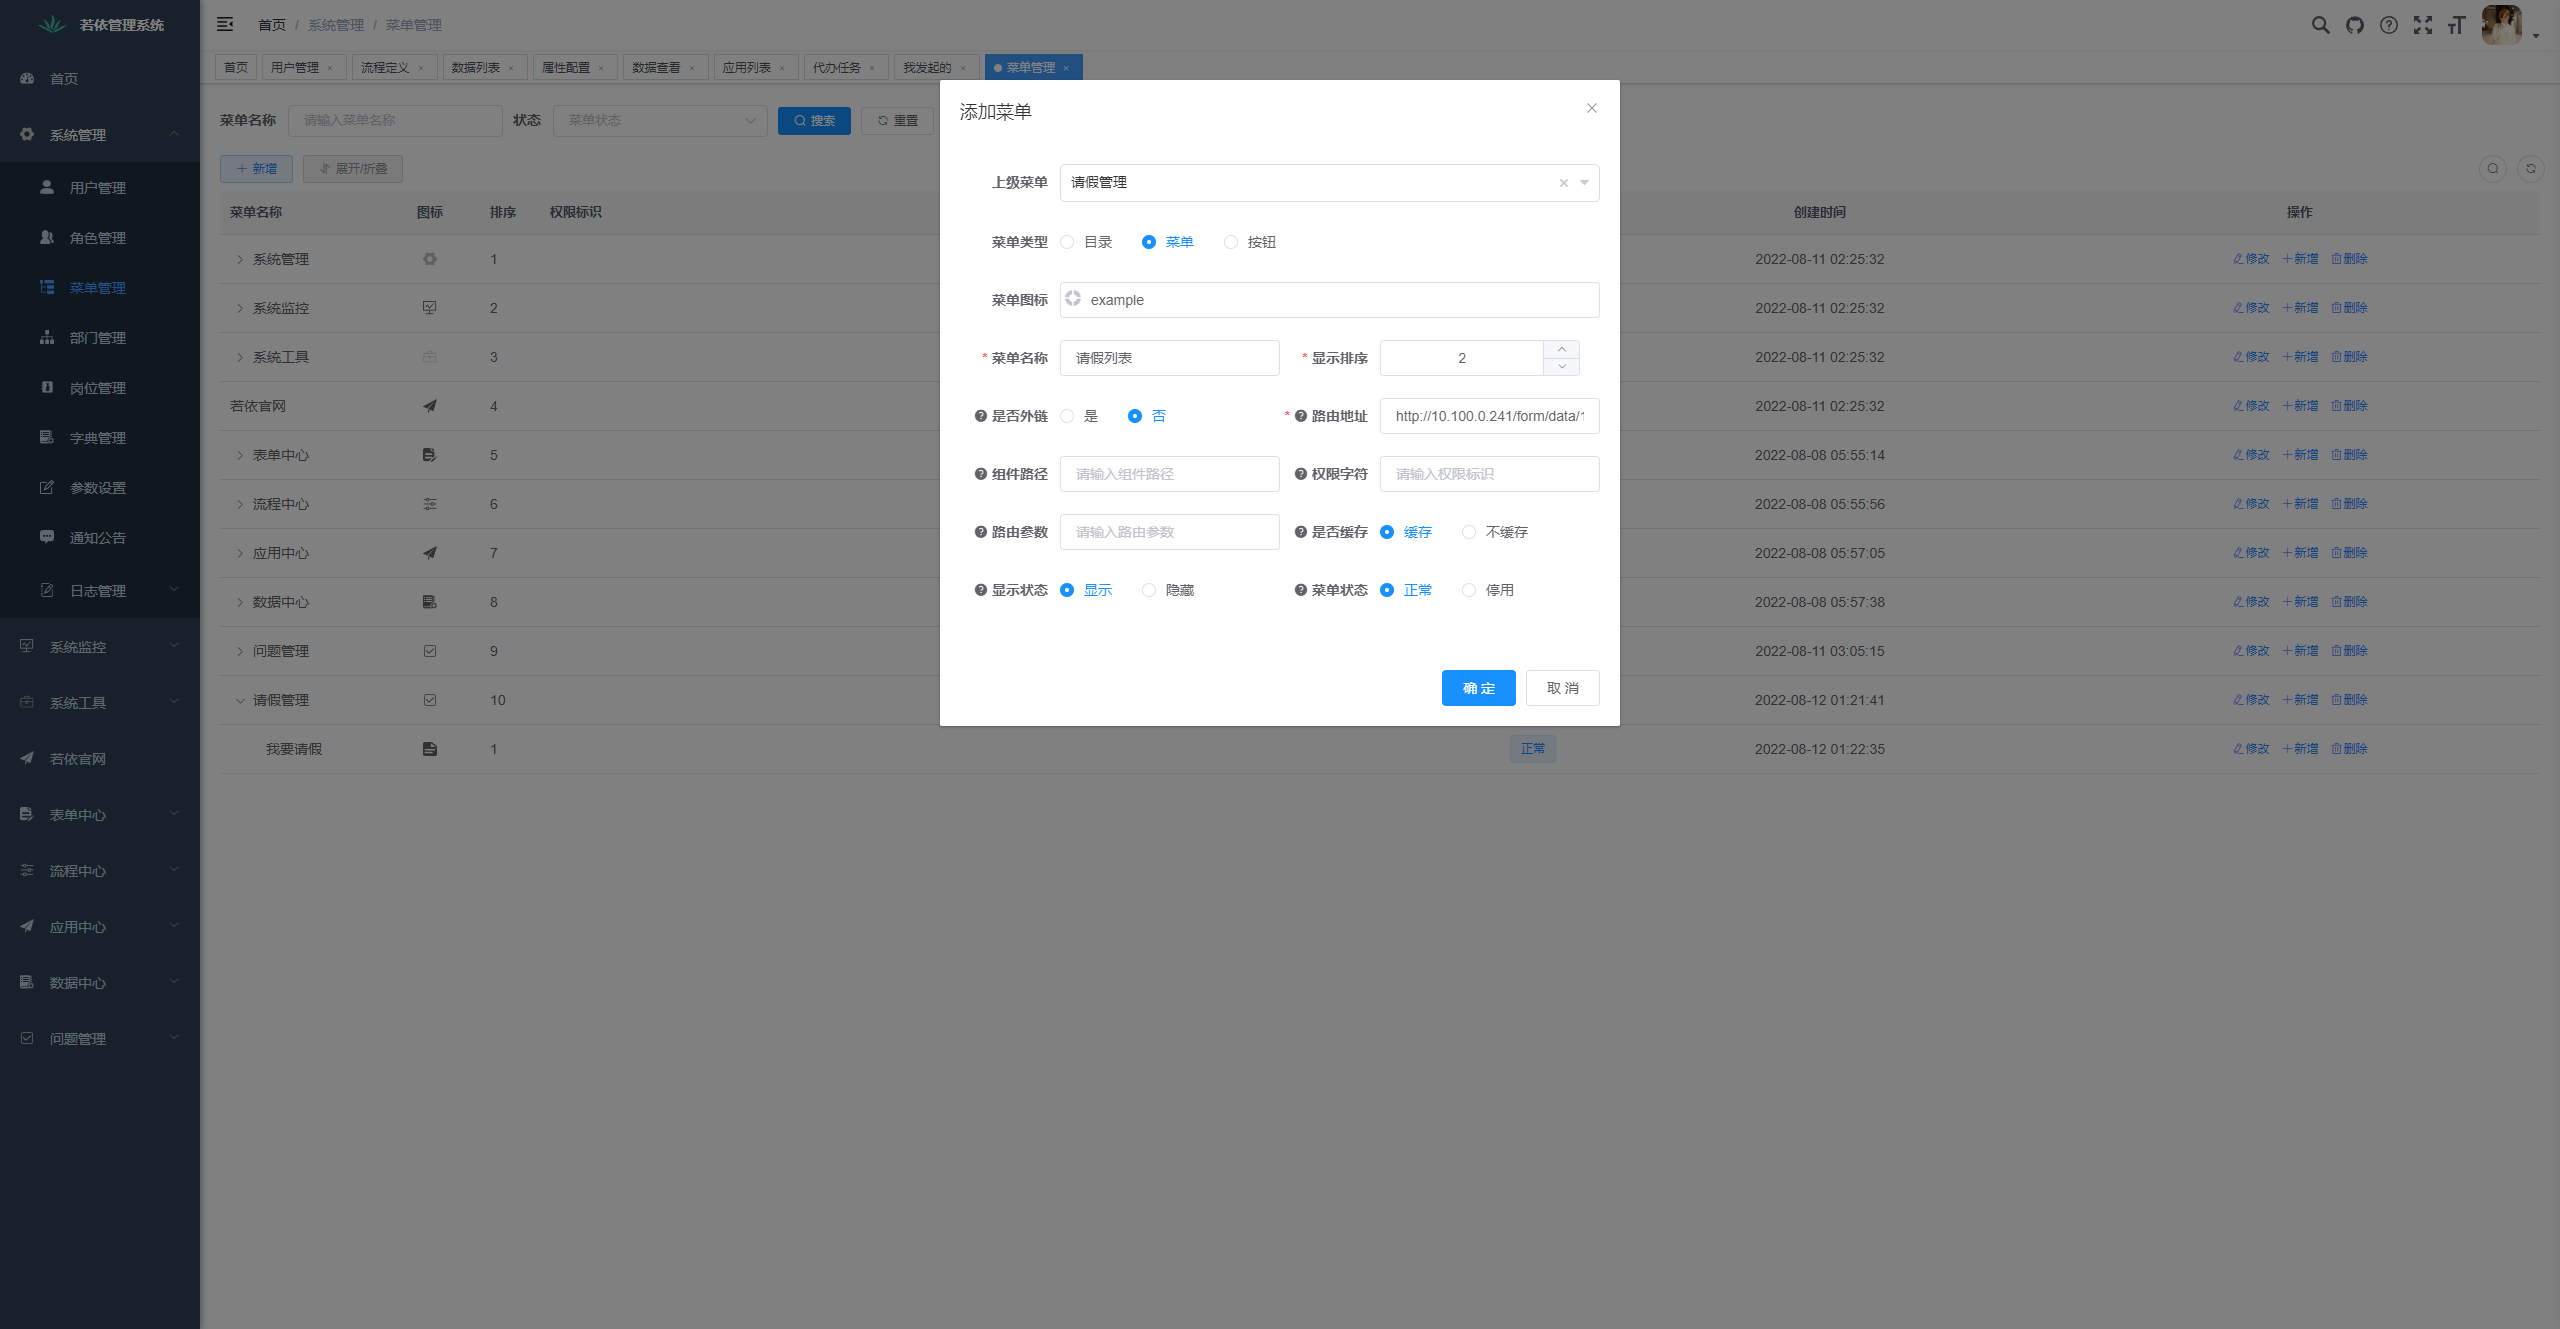 若依管理系统
首页 / 系统管理 / 菜单管理
首页
用户管理 ×
流程定义 ×
数据列表 ×
属性配置 ×
数据查看 ×
应用列表 ×
代办任务 ×
我发起的 ×
菜单管理 ×
首页
系统管理
用户管理
角色管理
菜单管理
部门管理
岗位管理
字典管理
参数设置
通知公告
日志管理
系统监控
系统工具
若依官网
表单中心
流程中心
应用中心
数据中心
问题管理
菜单名称 请输入菜单名称 状态 菜单状态 搜索 重置
新增 展开/折叠
菜单名称 图标 排序 权限标识 创建时间 操作
系统管理 1 2022-08-11 02:25:32 修改 新增 删除
系统监控 2 2022-08-11 02:25:32 修改 新增 删除
系统工具 3 2022-08-11 02:25:32 修改 新增 删除
若依官网 4 2022-08-11 02:25:32 修改 新增 删除
表单中心 5 2022-08-08 05:55:14 修改 新增 删除
流程中心 6 2022-08-08 05:55:56 修改 新增 删除
应用中心 7 2022-08-08 05:57:05 修改 新增 删除
数据中心 8 2022-08-08 05:57:38 修改 新增 删除
问题管理 9 2022-08-11 03:05:15 修改 新增 删除
请假管理 10 2022-08-12 01:21:41 修改 新增 删除
我要请假 1 正常 2022-08-12 01:22:35 修改 新增 删除
添加菜单
上级菜单 请假管理
菜单类型 目录 菜单 按钮
菜单图标 example
* 菜单名称 请假列表 * 显示排序 2
是否外链 是 否 * 路由地址 http://10.100.0.241/form/data/1
组件路径 请输入组件路径 权限字符 请输入权限标识
路由参数 请输入路由参数 是否缓存 缓存 不缓存
显示状态 显示 隐藏 菜单状态 正常 停用
确 定 取 消